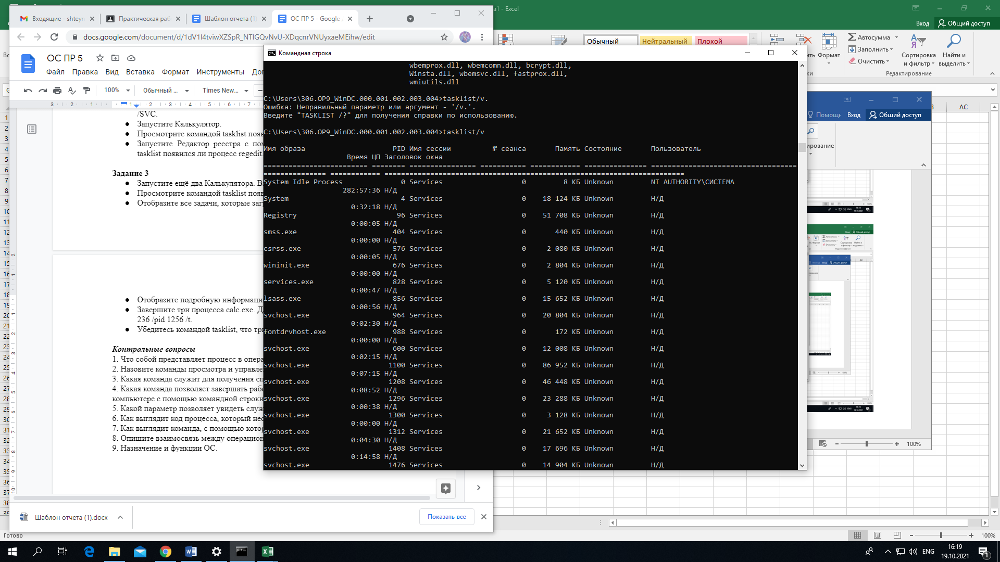 a1 - Excel
Вход Общий доступ
Входящие - shteyn
Практическая раб
Шаблон отчета (1)
ОС ПР 5 - Google
docs.google.com/document/d/1dV1I4tviwXZSpR_NTIGQvNvU-XDqcnrVNUyxaeMEihw/edit
Обычный Нейтральный Плохой
Автосумма
Заполнить
Очистить
Формат
Сортировка и фильтр
Найти и выделить
ОС ПР 5
Файл Правка Вид Вставка Формат Инструменты
100% Обычный ... Times New...
/SVC.
● Запустите Калькулятор.
● Просмотрите командой tasklist
● Запустите Редактор реестра с
tasklist появился ли процесс regedit.
Задание 3
● Запустите ещё два Калькулятора.
● Просмотрите командой tasklist
● Отобразите все задачи, которые
● Отобразите подробную
● Завершите три процесса calc.exe.
236 /pid 1256 /t.
● Убедитесь командой tasklist, что
Контрольные вопросы
1. Что собой представляет процесс в
2. Назовите команды просмотра и
3. Какая команда служит для получения
4. Какая команда позволяет завершать
компьютере с помощью командной
5. Какой параметр позволяет увидеть
6. Как выглядит код процесса, который
7. Как выглядит команда, с помощью
8. Опишите взаимосвязь между
9. Назначение и функции ОС.
Шаблон отчета (1).docx
Показать все
Командная строка
wbemprox.dll, wbemcomn.dll, bcrypt.dll,
Winsta.dll, wbemsvc.dll, fastprox.dll,
wmiutils.dll
C:\Users\306.OP9_WinDC.000.001.002.003.004>tasklist/v.
Ошибка: Неправильный параметр или аргумент - '/v.'.
Введите "TASKLIST /?" для получения справки по использованию.
C:\Users\306.OP9_WinDC.000.001.002.003.004>tasklist/v
Имя образа PID Имя сессии № сеанса Память Состояние Пользователь
Время ЦП Заголовок окна
========================= ======== ================ =========== ============ =============== ===================================
=============== ============ ========================================================================
System Idle Process 0 Services 0 8 КБ Unknown NT AUTHORITY\СИСТЕМА
282:57:36 Н/Д
System 4 Services 0 18 124 КБ Unknown Н/Д
0:32:18 Н/Д
Registry 96 Services 0 51 708 КБ Unknown Н/Д
0:00:05 Н/Д
smss.exe 404 Services 0 440 КБ Unknown Н/Д
0:00:00 Н/Д
csrss.exe 576 Services 0 2 080 КБ Unknown Н/Д
0:00:05 Н/Д
wininit.exe 676 Services 0 2 804 КБ Unknown Н/Д
0:00:00 Н/Д
services.exe 828 Services 0 5 120 КБ Unknown Н/Д
0:00:47 Н/Д
lsass.exe 856 Services 0 15 652 КБ Unknown Н/Д
0:00:56 Н/Д
svchost.exe 964 Services 0 20 804 КБ Unknown Н/Д
0:02:30 Н/Д
fontdrvhost.exe 988 Services 0 172 КБ Unknown Н/Д
0:00:00 Н/Д
svchost.exe 600 Services 0 12 008 КБ Unknown Н/Д
0:02:15 Н/Д
svchost.exe 1100 Services 0 86 952 КБ Unknown Н/Д
0:07:15 Н/Д
svchost.exe 1208 Services 0 46 448 КБ Unknown Н/Д
0:08:52 Н/Д
svchost.exe 1296 Services 0 23 288 КБ Unknown Н/Д
0:00:38 Н/Д
svchost.exe 1300 Services 0 3 128 КБ Unknown Н/Д
0:00:00 Н/Д
svchost.exe 1312 Services 0 21 652 КБ Unknown Н/Д
0:04:30 Н/Д
svchost.exe 1408 Services 0 17 696 КБ Unknown Н/Д
0:14:58 Н/Д
svchost.exe 1476 Services 0 14 904 КБ Unknown Н/Д
Вход Общий доступ
AC
100%
Готово
100%
ENG
16:19
19.10.2021